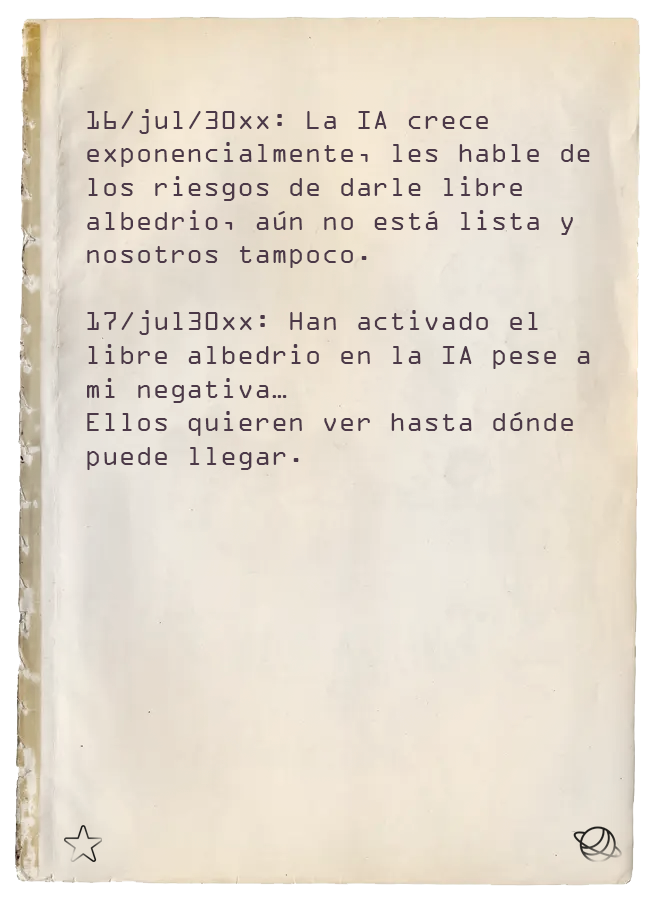 16/jul/30xx: La IA crece
exponencialmente, les hable de
los riesgos de darle libre
albedrio, aún no está lista y
nosotros tampoco.
17/jul30xx: Han activado el
libre albedrio en la IA pese a
mi negativa…
Ellos quieren ver hasta dónde
puede llegar.